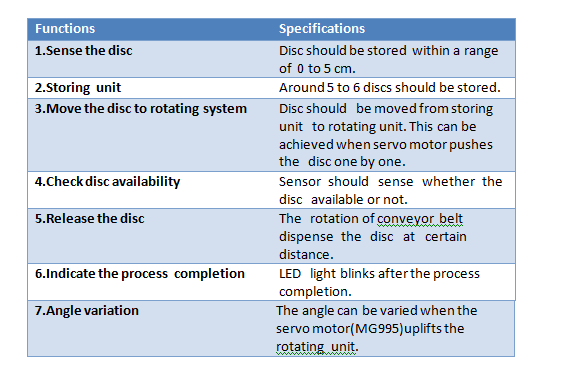 Functions Specifications
1.Sense the disc Disc should be stored within a range
of 0 to 5 cm.
2.Storing unit Around 5 to 6 discs should be stored.
3.Move the disc to rotating system Disc should be moved from storing
unit to rotating unit. This can be
achieved when servo motor pushes
the disc one by one.
4.Check disc availability Sensor should sense whether the
disc available or not.
5.Release the disc The rotation of conveyor belt
dispense the disc at certain
distance.
6.Indicate the process completion LED light blinks after the process
completion.
7.Angle variation The angle can be varied when the
servo motor(MG995)uplifts the
rotating unit.